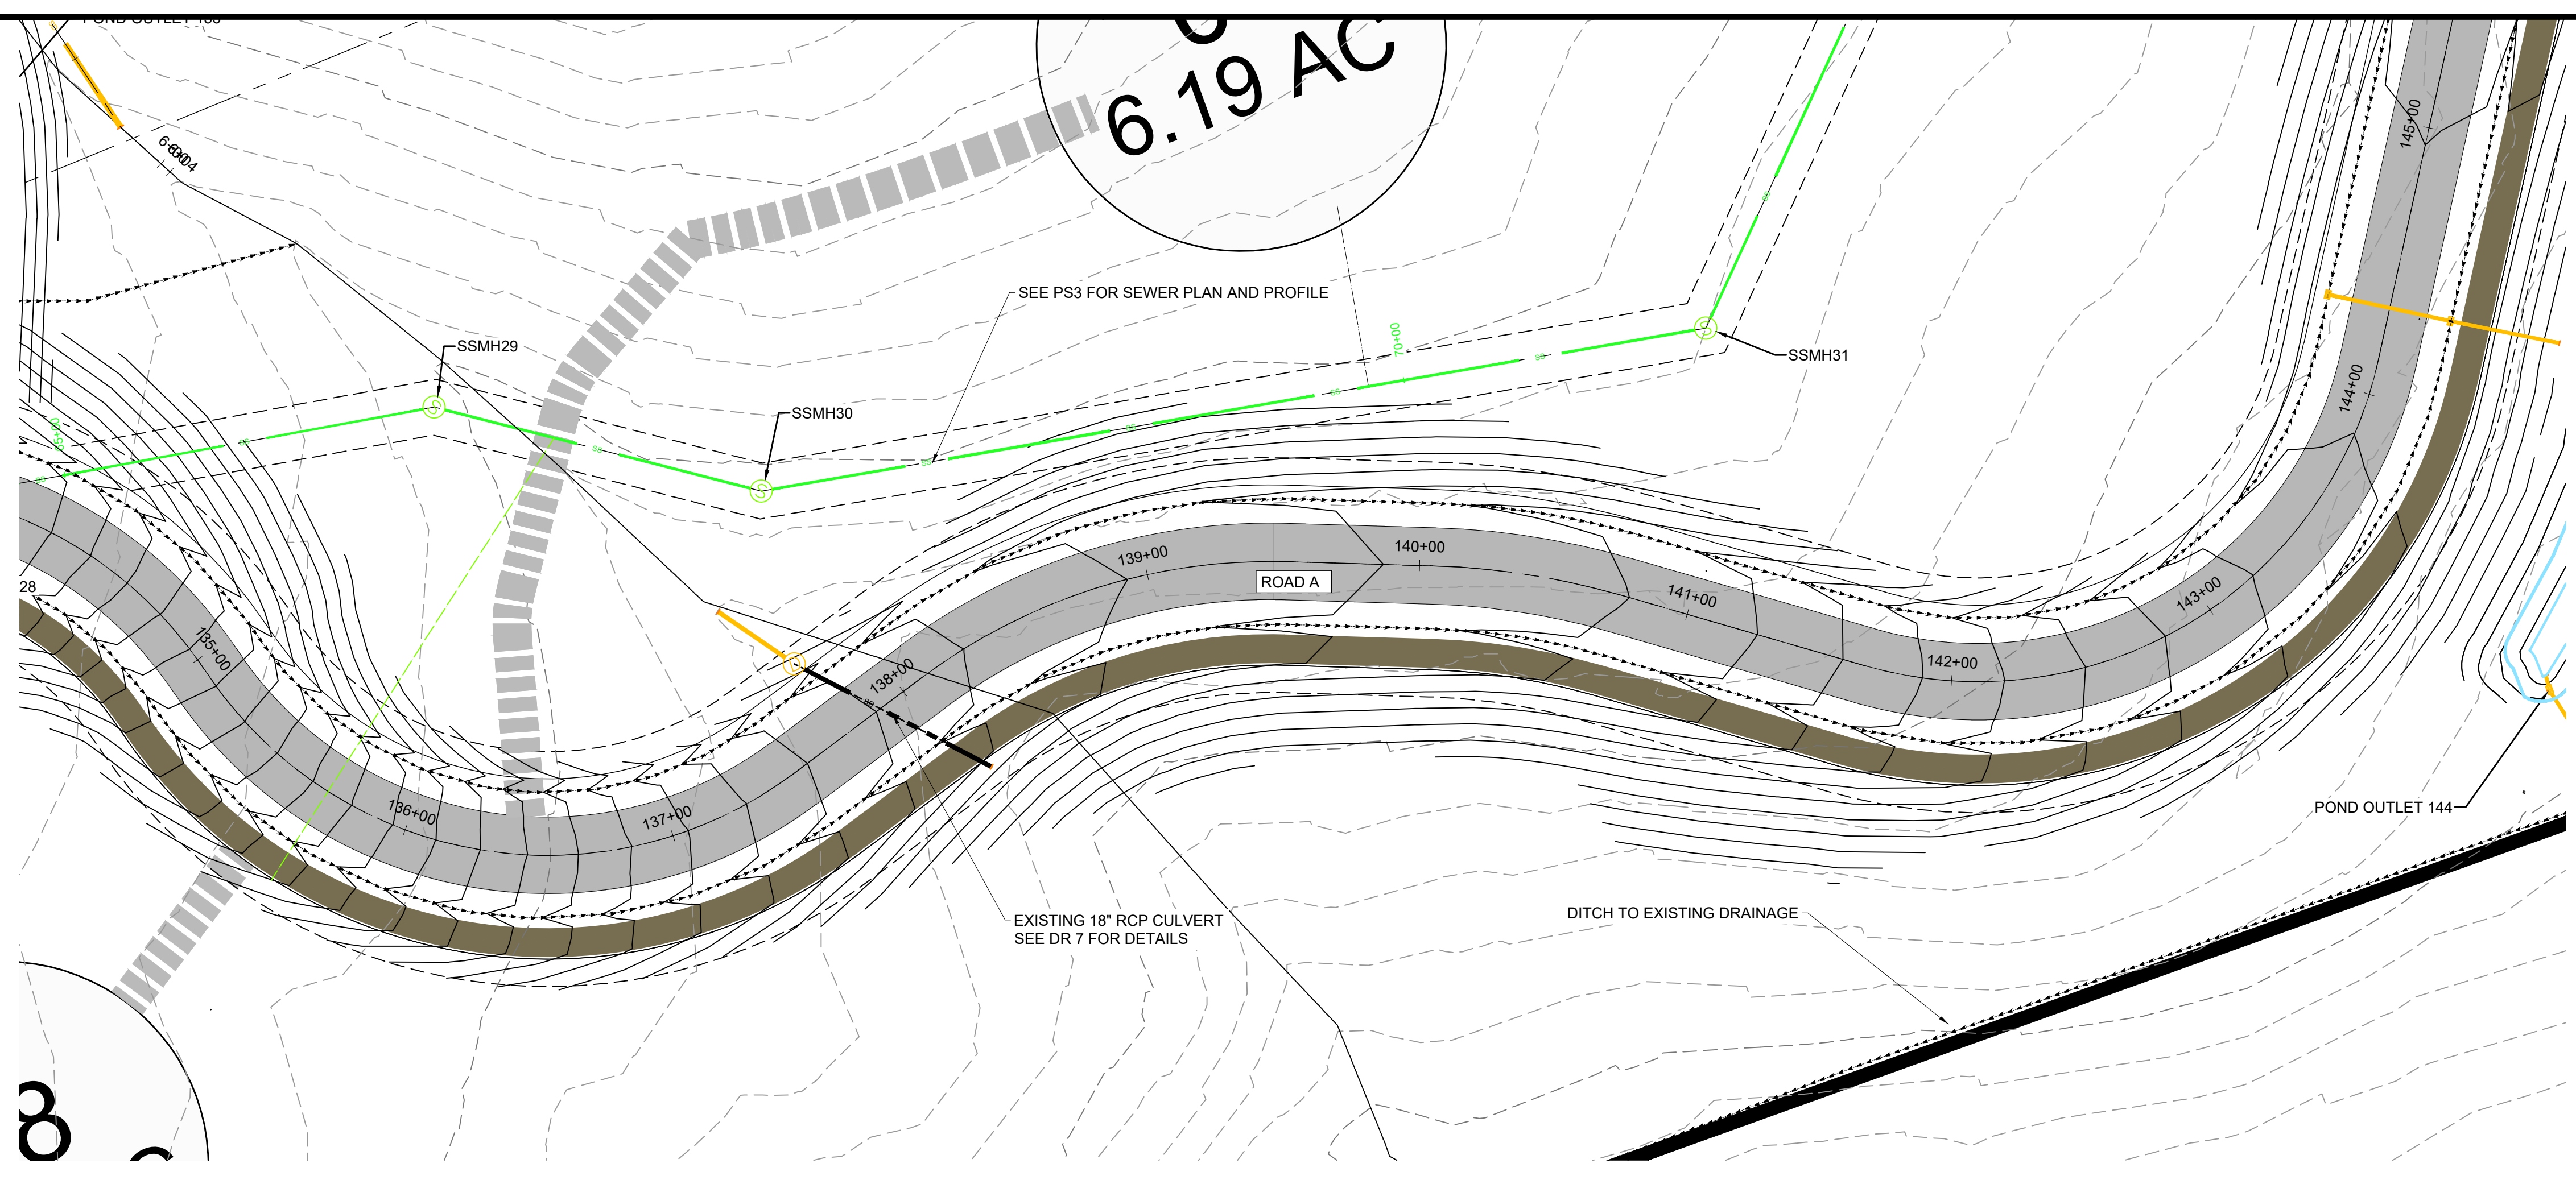 6.19 AC
145+00
SEE PS3 FOR SEWER PLAN AND PROFILE
70+00
SSMH29
SSMH31
144+00
SSMH30
139+00
140+00
ROAD A
28
141+00
143+00
135+00
142+00
138+00
136+00
137+00
POND OUTLET 144
EXISTING 18" RCP CULVERT
SEE DR 7 FOR DETAILS
DITCH TO EXISTING DRAINAGE
8